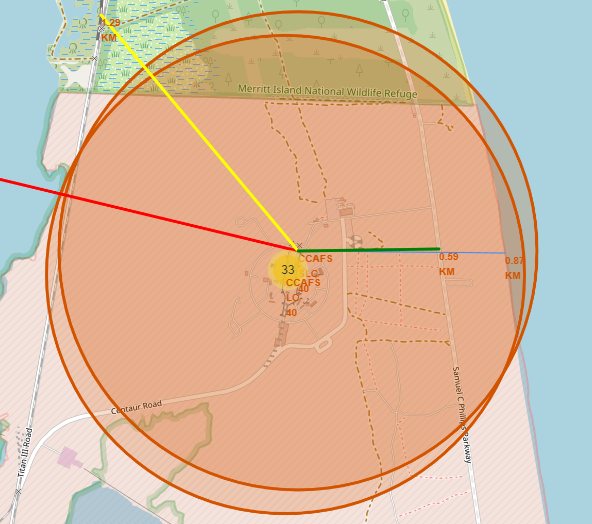 1.29
KM
Merritt Island National Wildlife Refuge
CCAFS
SLC-
40
33
CCAFS
LC-
40
0.59
KM
0.87
KM
Centaur Road
Titan III Road
Samuel C Phillips Parkway